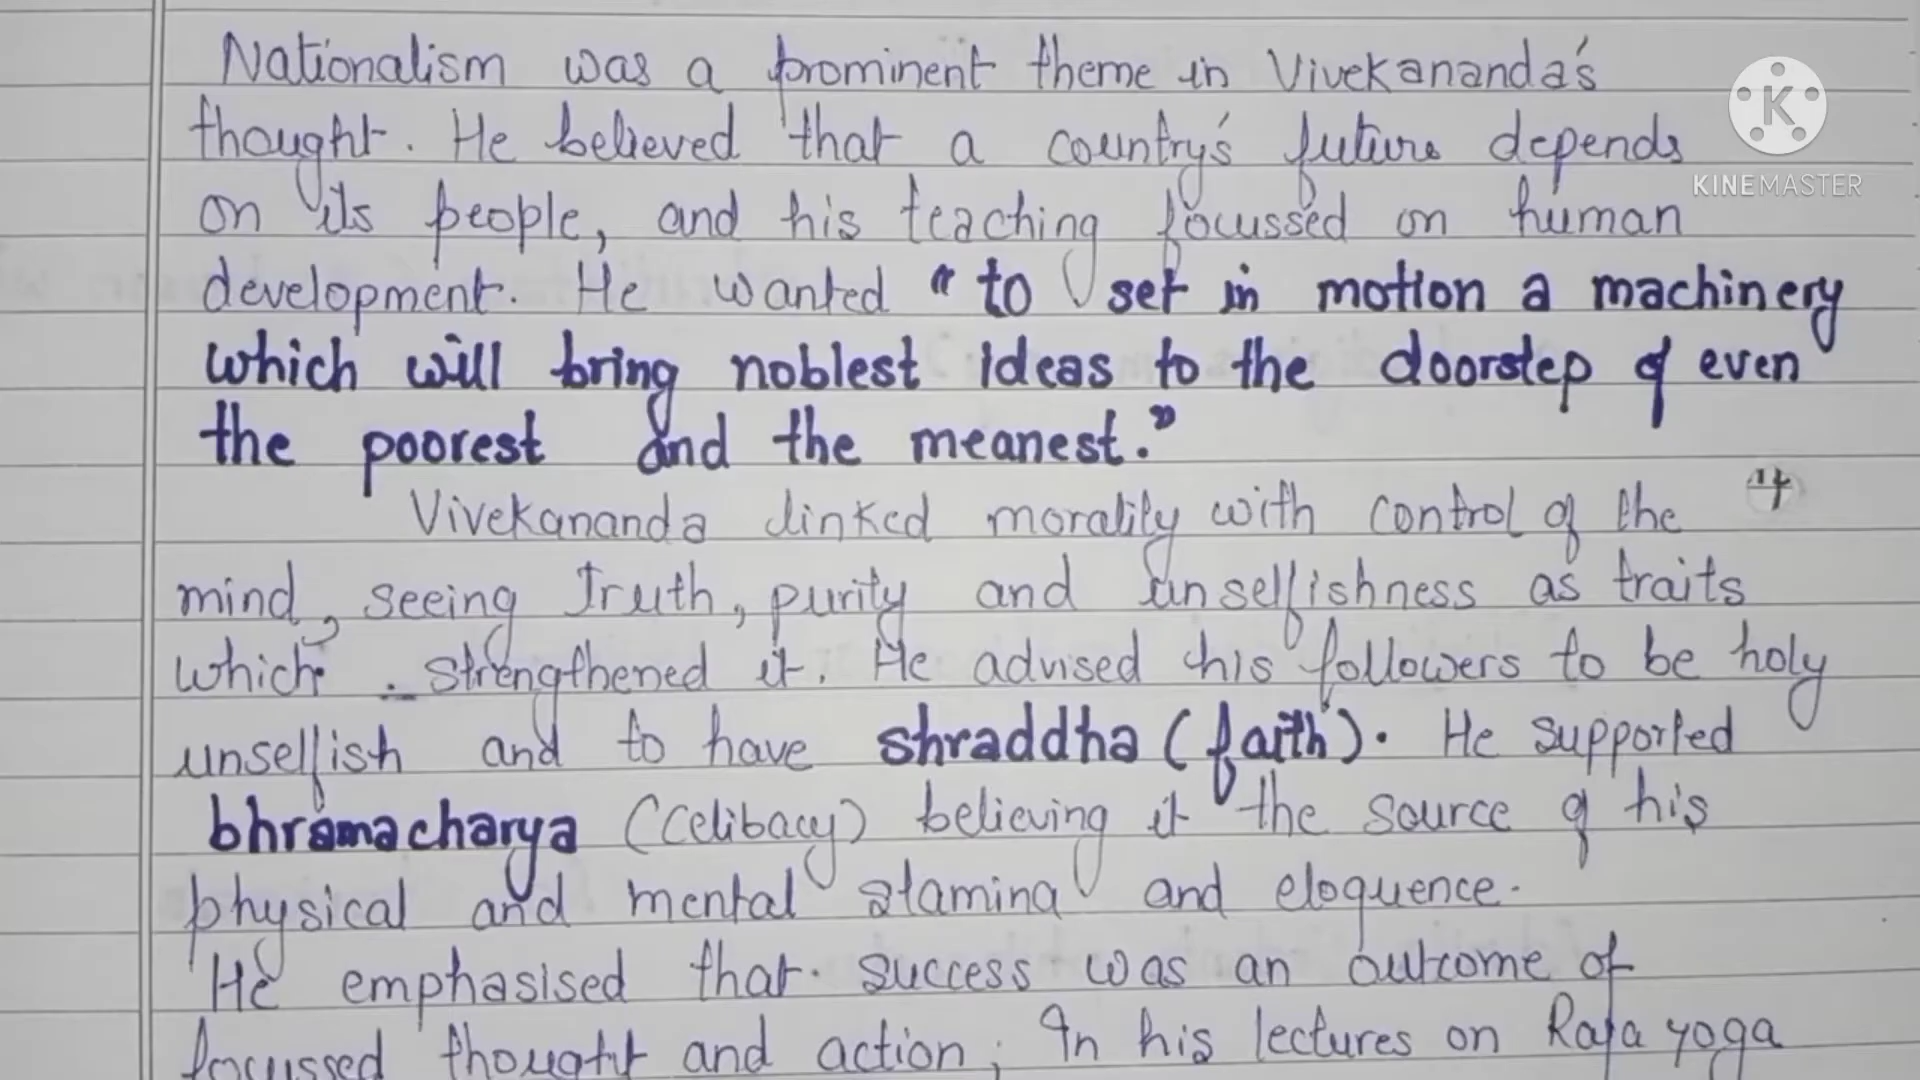 Nationalism was a prominent theme in Vivekananda's
thought. He believed that a country's future depends
on its people, and his teaching focussed on human
development. He wanted "to set in motion a machinery
which will bring noblest ideas to the doorstep of even
the poorest and the meanest."
Vivekananda linked morality with control of the
mind, seeing Truth, purity and unselfishness as traits
which strengthened it. He advised his followers to be holy
unselfish and to have shraddha (faith). He supported
bhramacharya (celibacy) believing it the source of his
physical and mental stamina and eloquence.
He emphasised that success was an outcome of
focussed thought and action; In his lectures on Raja yoga
K
KINEMASTER